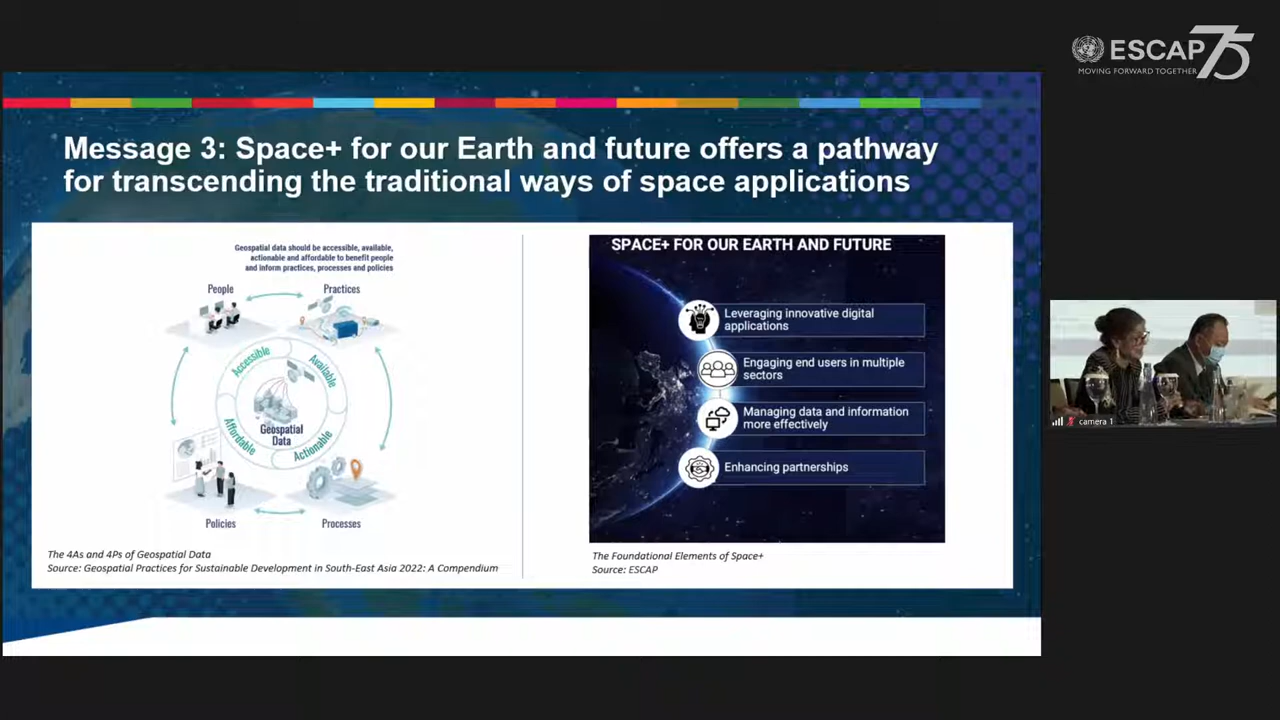 ESCAP 75
MOVING FORWARD TOGETHER
Message 3: Space+ for our Earth and future offers a pathway
for transcending the traditional ways of space applications
Geospatial data should be accessible, available,
actionable and affordable to benefit people
and inform practices, processes and policies
People
Practices
Accessible
Available
Affordable
Actionable
Geospatial
Data
Policies
Processes
The 4As and 4Ps of Geospatial Data
Source: Geospatial Practices for Sustainable Development in South-East Asia 2022: A Compendium
SPACE+ FOR OUR EARTH AND FUTURE
Leveraging innovative digital
applications
Engaging end users in multiple
sectors
Managing data and information
more effectively
Enhancing partnerships
The Foundational Elements of Space+
Source: ESCAP
camera 1